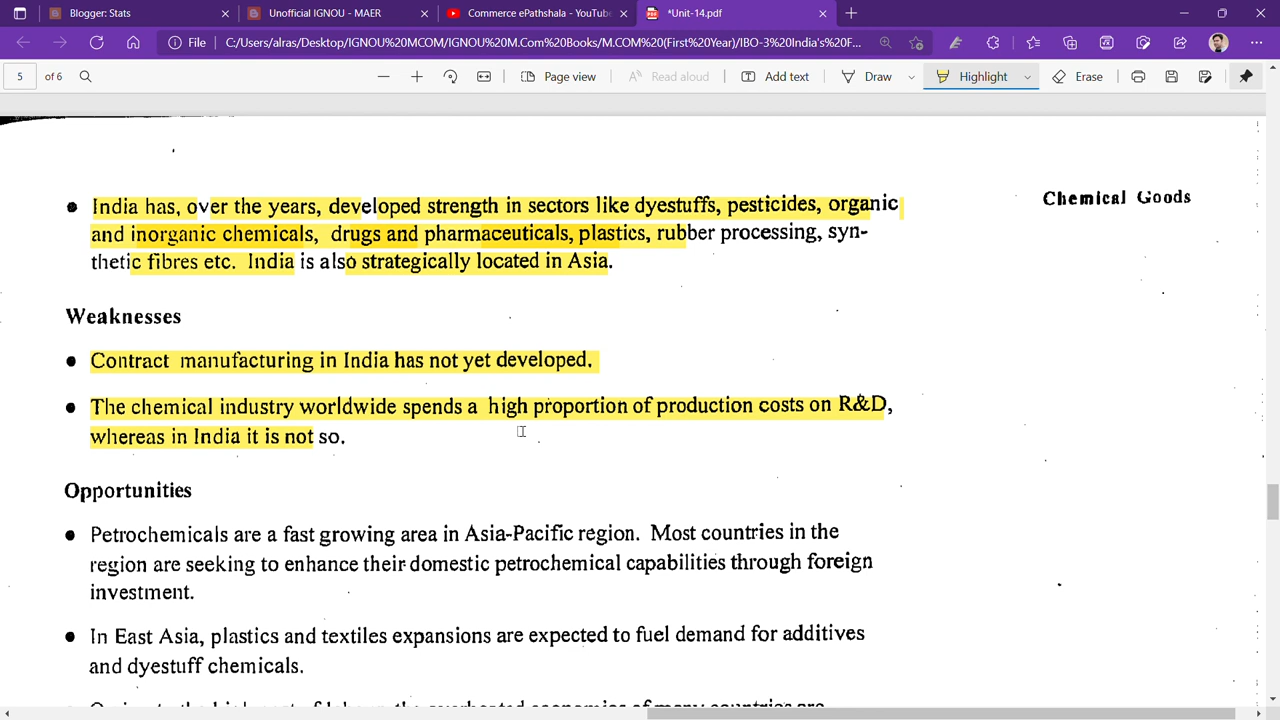 Blogger: Stats
Unofficial IGNOU - MAER
Commerce ePathshala - YouTube
*Unit-14.pdf
File
C:/Users/alras/Desktop/IGNOU%20MCOM/IGNOU%20M.Com%20Books/M.COM%20(First%20Year)/IBO-3%20India's%20F...
5 of 6
Page view
Read aloud
Add text
Draw
Highlight
Erase
Chemical Goods
• India has, over the years, developed strength in sectors like dyestuffs, pesticides, organic
and inorganic chemicals, drugs and pharmaceuticals, plastics, rubber processing, syn-
thetic fibres etc. India is also strategically located in Asia.
Weaknesses
• Contract manufacturing in India has not yet developed.
• The chemical industry worldwide spends a high proportion of production costs on R&D,
whereas in India it is not so.
Opportunities
• Petrochemicals are a fast growing area in Asia-Pacific region. Most countries in the
region are seeking to enhance their domestic petrochemical capabilities through foreign
investment.
• In East Asia, plastics and textiles expansions are expected to fuel demand for additives
and dyestuff chemicals.